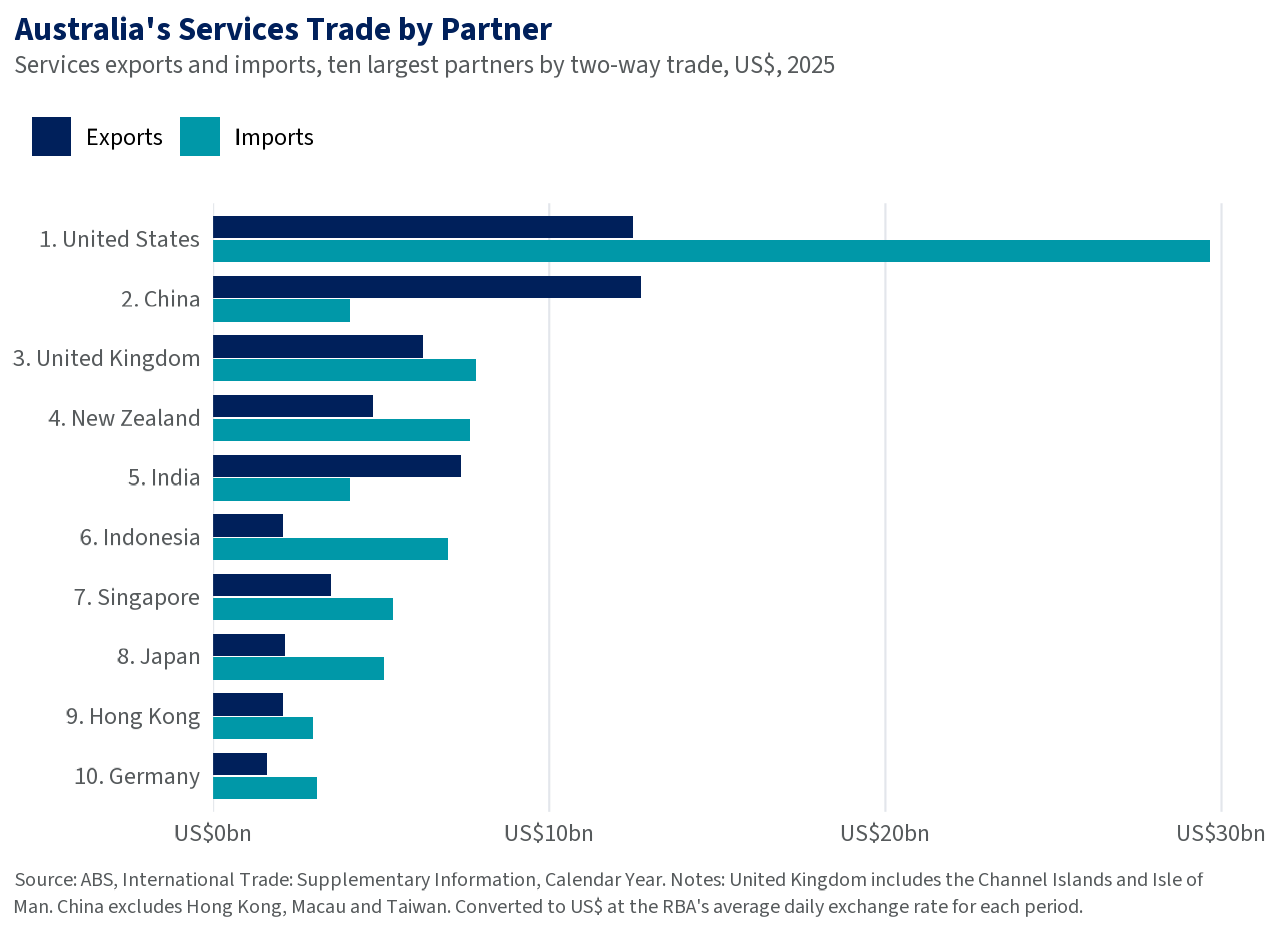 Australia's Services Trade by Partner
Services exports and imports, ten largest partners by two-way trade, US$, 2025
Exports
Imports
1. United States
2. China
3. United Kingdom
4. New Zealand
5. India
6. Indonesia
7. Singapore
8. Japan
9. Hong Kong
10. Germany
US$0bn
US$10bn
US$20bn
US$30bn
Source: ABS, International Trade: Supplementary Information, Calendar Year. Notes: United Kingdom includes the Channel Islands and Isle of
Man. China excludes Hong Kong, Macau and Taiwan. Converted to US$ at the RBA's average daily exchange rate for each period.